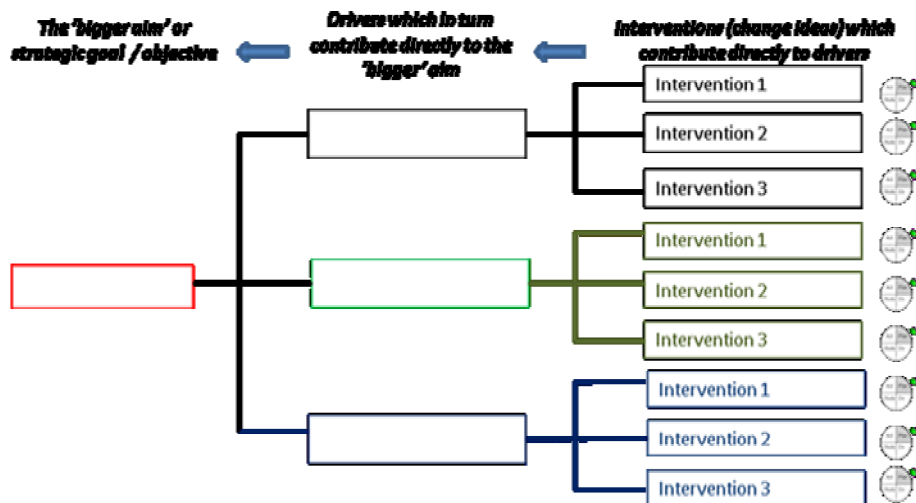 The 'bigger aim' or
strategic goal / objective
Drivers which in turn
contribute directly to the
'bigger' aim
Interventions (change ideas) which
contribute directly to drivers
Intervention 1
Intervention 2
Intervention 3
Intervention 1
Intervention 2
Intervention 3
Intervention 1
Intervention 2
Intervention 3